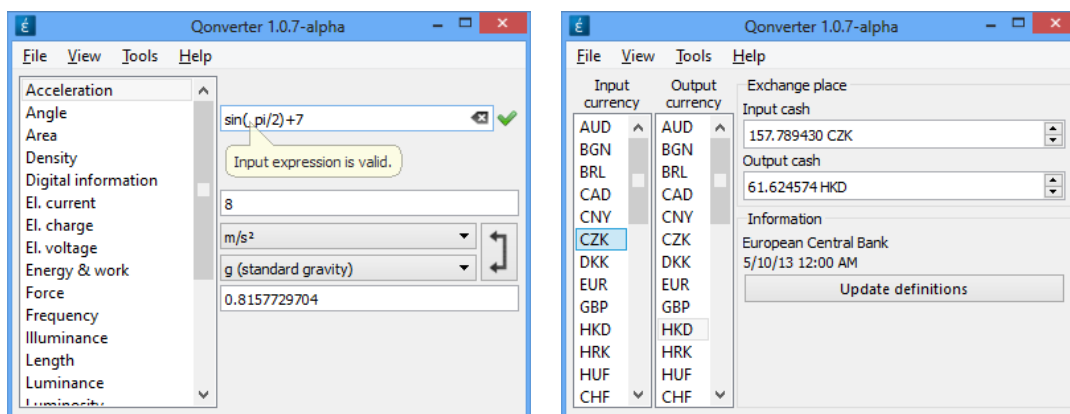 Qonverter 1.0.7-alpha
File View Tools Help
Acceleration
Angle
Area
Density
Digital information
El. current
El. charge
El. voltage
Energy & work
Force
Frequency
Illuminance
Length
Luminance
Luminosity
sin( pi/2)+7
Input expression is valid.
8
m/s²
g (standard gravity)
0.8157729704
Qonverter 1.0.7-alpha
File View Tools Help
Input
currency
AUD
BGN
BRL
CAD
CNY
CZK
DKK
EUR
GBP
HKD
HRK
HUF
CHF
Output
currency
AUD
BGN
BRL
CAD
CNY
CZK
DKK
EUR
GBP
HKD
HRK
HUF
CHF
Exchange place
Input cash
157.789430 CZK
Output cash
61.624574 HKD
Information
European Central Bank
5/10/13 12:00 AM
Update definitions